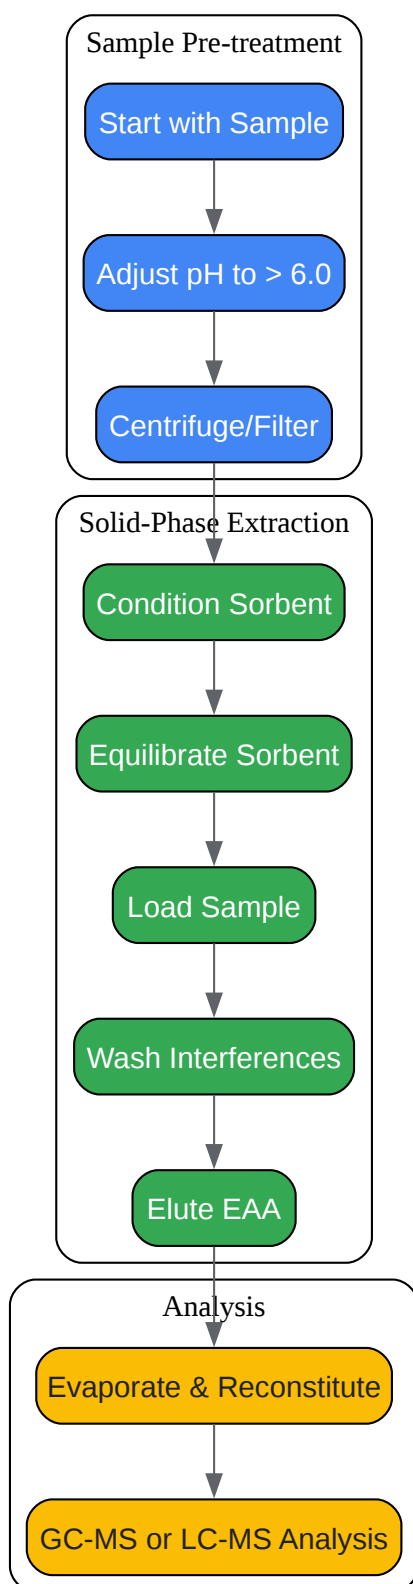 Sample Pre-treatment
Start with Sample
Adjust pH to > 6.0
Centrifuge/Filter
Solid-Phase Extraction
Condition Sorbent
Equilibrate Sorbent
Load Sample
Wash Interferences
Elute EAA
Analysis
Evaporate & Reconstitute
GC-MS or LC-MS Analysis